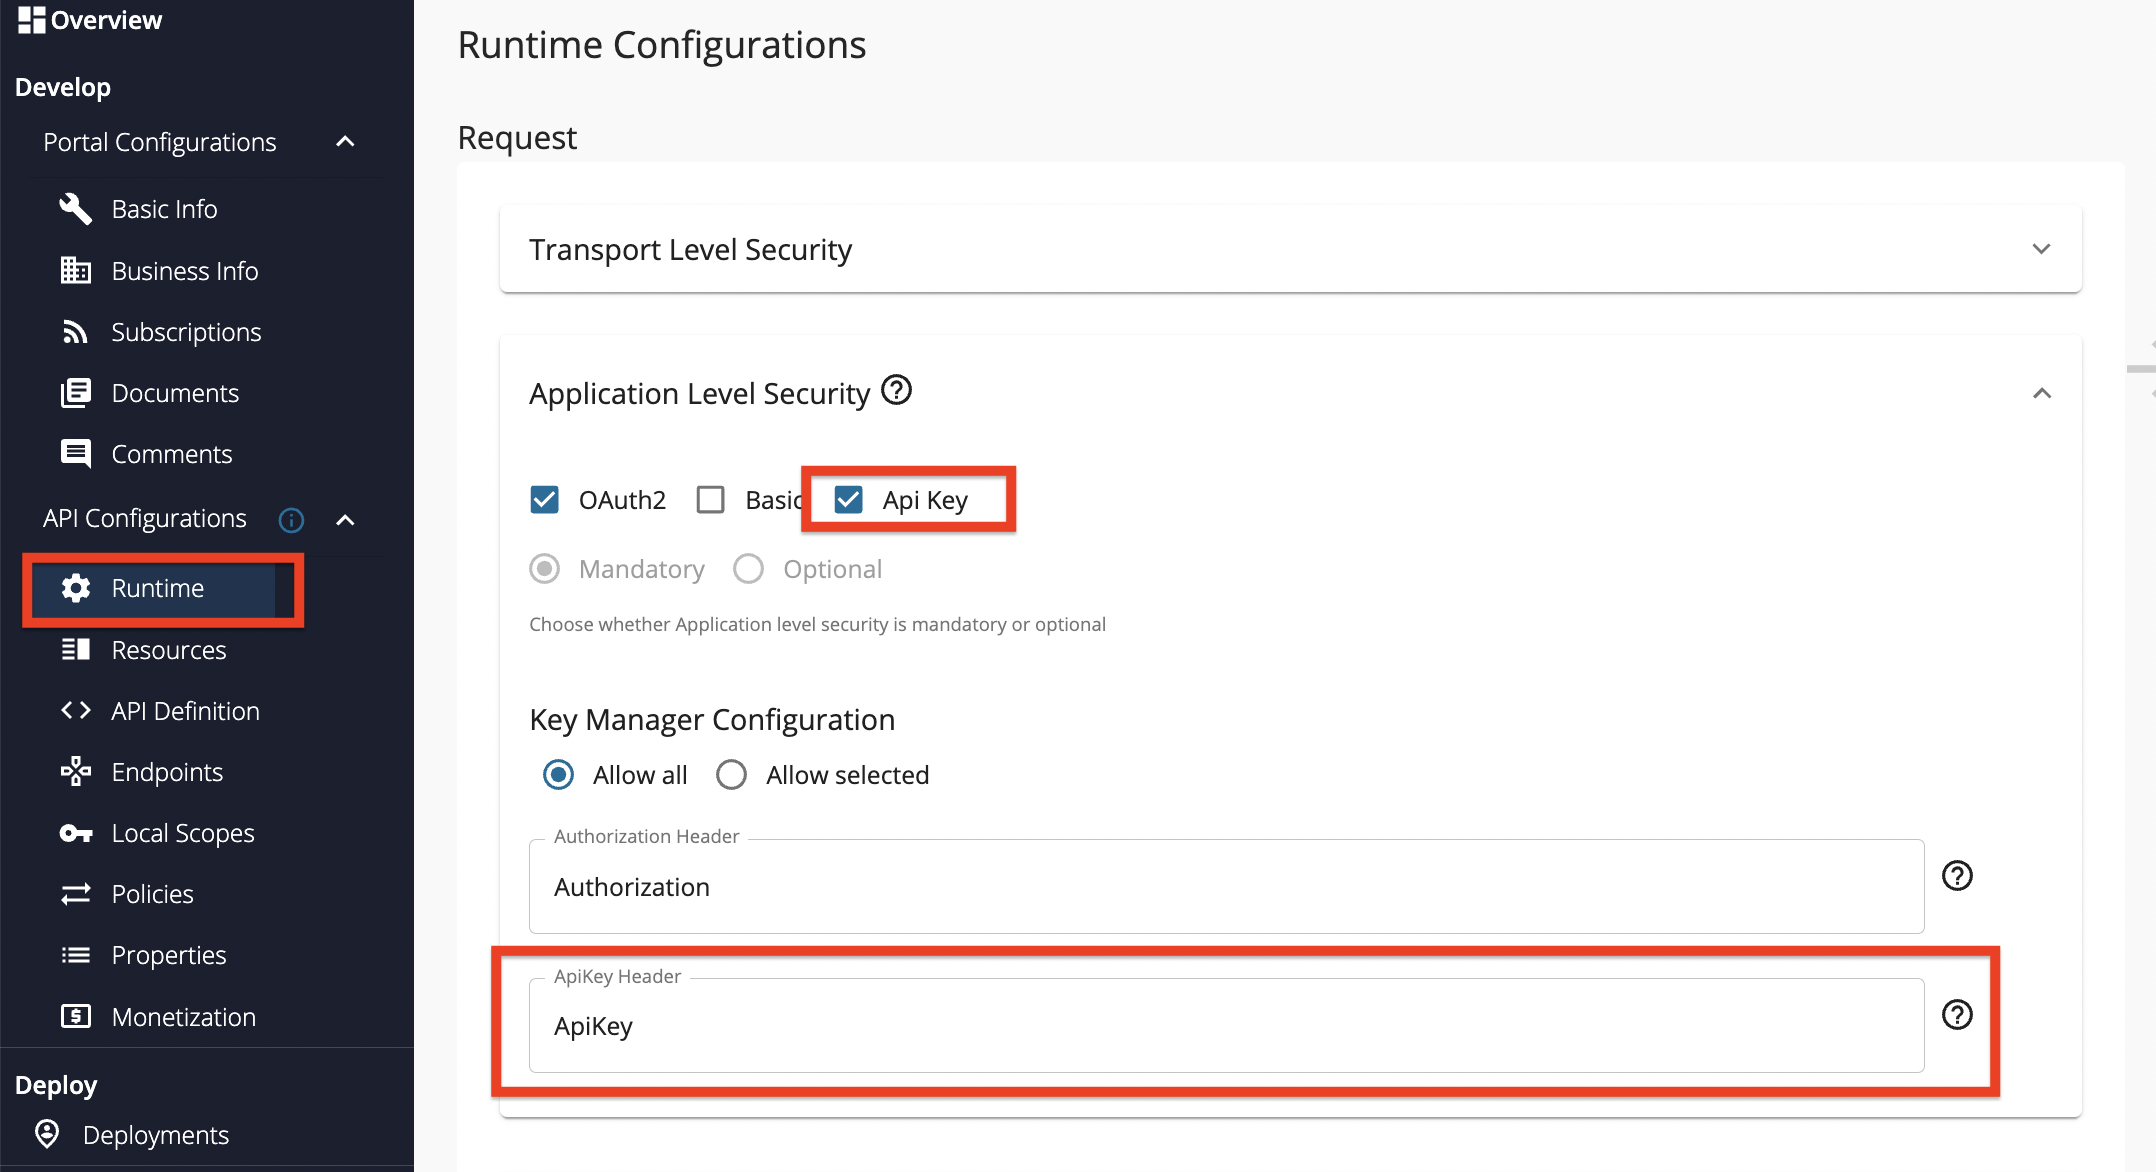 Overview
Develop
Portal Configurations
Basic Info
Business Info
Subscriptions
Documents
Comments
API Configurations
Runtime
Resources
API Definition
Endpoints
Local Scopes
Policies
Properties
Monetization
Deploy
Deployments
Runtime Configurations
Request
Transport Level Security
Application Level Security
OAuth2 Basic Api Key
Mandatory Optional
Choose whether Application level security is mandatory or optional
Key Manager Configuration
Allow all Allow selected
Authorization Header
Authorization
ApiKey Header
ApiKey